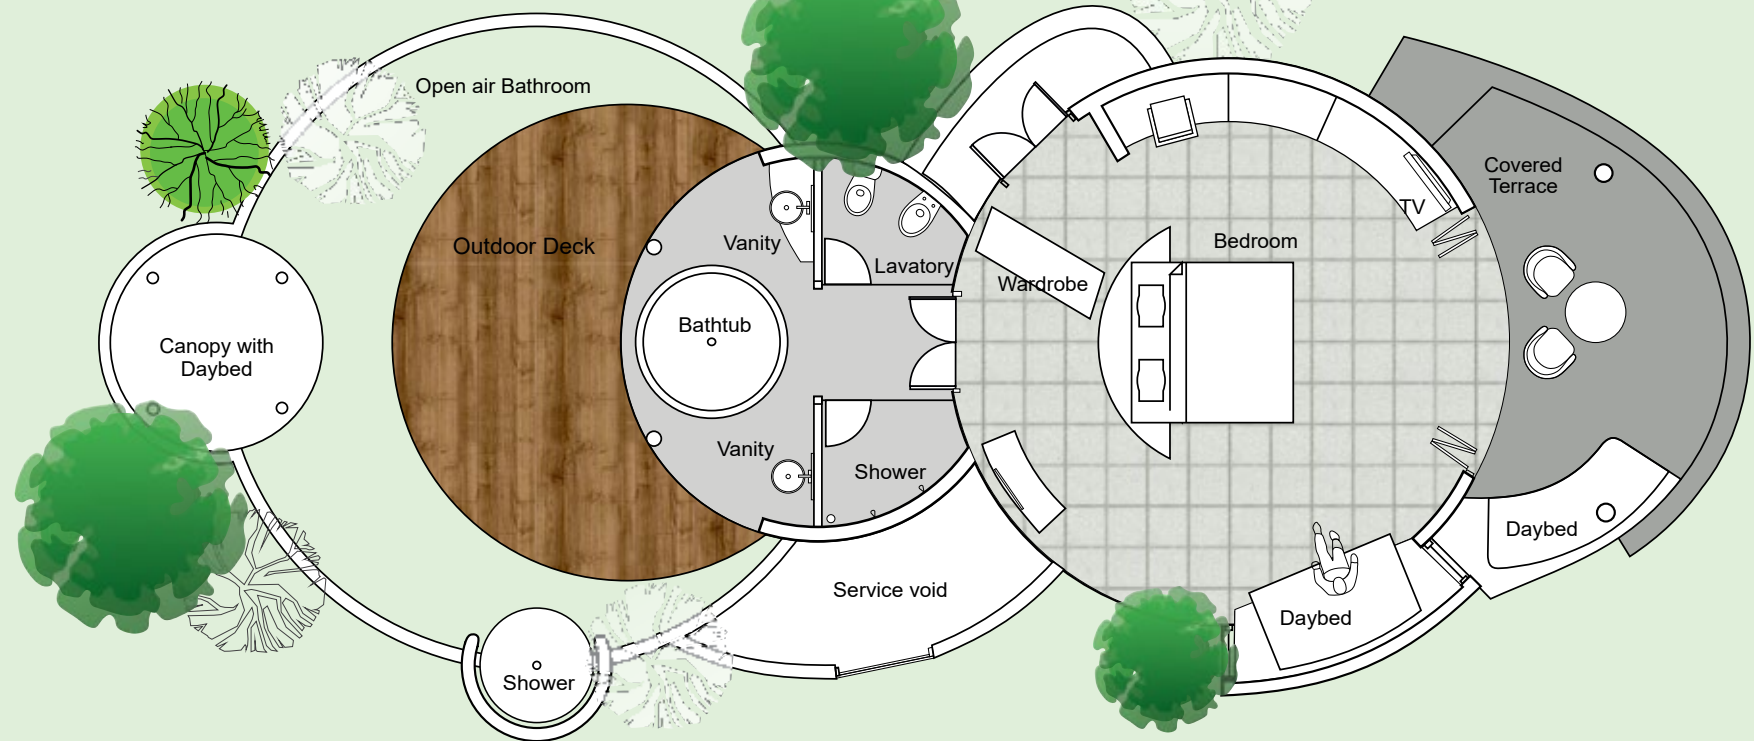 Open air Bathroom
Covered
Terrace
TV
Outdoor Deck
Vanity
Bedroom
Lavatory
Wardrobe
Bathtub
Canopy with
Daybed
Vanity
Shower
Daybed
Service void
Daybed
Shower